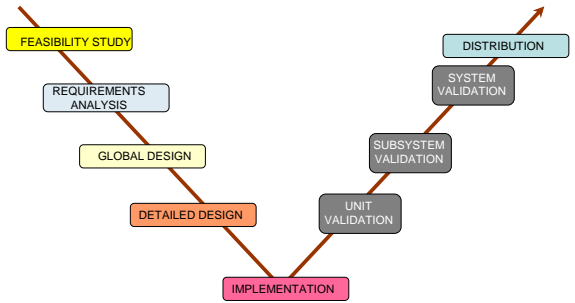 FEASIBILITY STUDY
REQUIREMENTS
ANALYSIS
GLOBAL DESIGN
DETAILED DESIGN
IMPLEMENTATION
DISTRIBUTION
SYSTEM
VALIDATION
SUBSYSTEM
VALIDATION
UNIT
VALIDATION